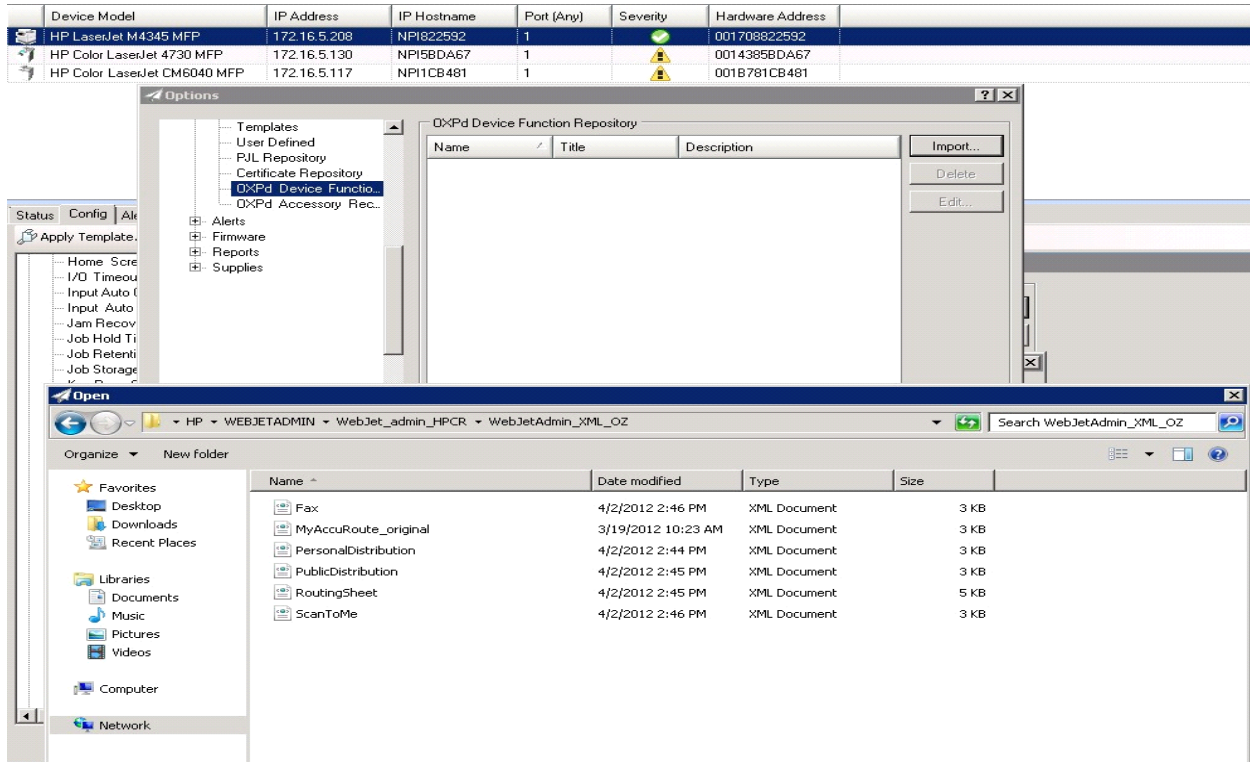 Device Model IP Address IP Hostname Port (Any) Severity Hardware Address
HP LaserJet M4345 MFP 172.16.5.208 NPI822592 1 001708822592
HP Color LaserJet 4730 MFP 172.16.5.130 NPI5BDA67 1 0014385BDA67
HP Color LaserJet CM6040 MFP 172.16.5.117 NPI1CB481 1 001B781CB481
Options
Templates
User Defined
PJL Repository
Certificate Repository
OXPd Device Functio...
OXPd Accessory Rec...
Alerts
Firmware
Reports
Supplies
OXPd Device Function Repository
Name Title Description
Import...
Delete
Edit...
Status Config Ale
Apply Template.
Home Scre
I/O Timeou
Input Auto
Input Auto
Jam Recov
Job Hold Ti
Job Retenti
Job Storage
Open
HP WEBJETADMIN WebJet_admin_HPCR WebJetAdmin_XML_OZ
Search WebJetAdmin_XML_OZ
Organize New folder
Favorites
Desktop
Downloads
Recent Places
Libraries
Documents
Music
Pictures
Videos
Computer
Network
Name Date modified Type Size
Fax 4/2/2012 2:46 PM XML Document 3 KB
MyAccuRoute_original 3/19/2012 10:23 AM XML Document 3 KB
PersonalDistribution 4/2/2012 2:44 PM XML Document 3 KB
PublicDistribution 4/2/2012 2:45 PM XML Document 3 KB
RoutingSheet 4/2/2012 2:45 PM XML Document 5 KB
ScanToMe 4/2/2012 2:46 PM XML Document 3 KB